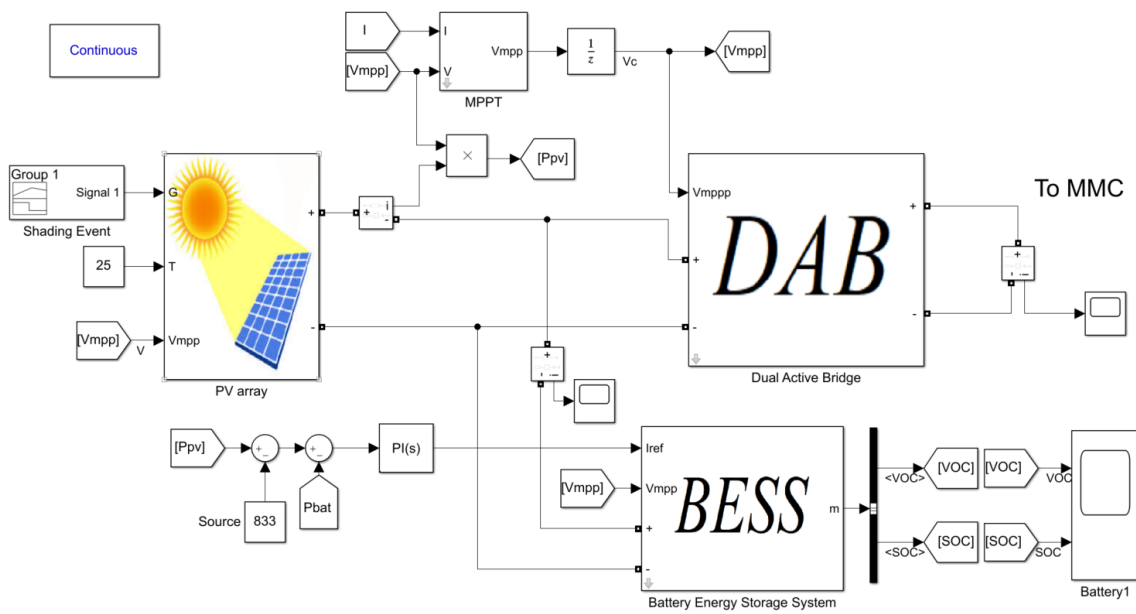 Continuous
I
[Vmpp]
I
V
Vmpp
MPPT
1
z
Vc
[Vmpp]
×
[Ppv]
Group 1
Signal 1
Shading Event
25
[Vmpp]
V
G
T
Vmpp
+
-
PV array
+
i
-
Vmppp
+
-
DAB
+
-
Dual Active Bridge
To MMC
+
-
+
-
[Ppv]
+
-
+
-
Source
833
Pbat
PI(s)
[Vmpp]
Iref
Vmpp
+
-
BESS
m
Battery Energy Storage System
<VOC>
[VOC]
[VOC]
VOC
<SOC>
[SOC]
[SOC]
SOC
Battery1